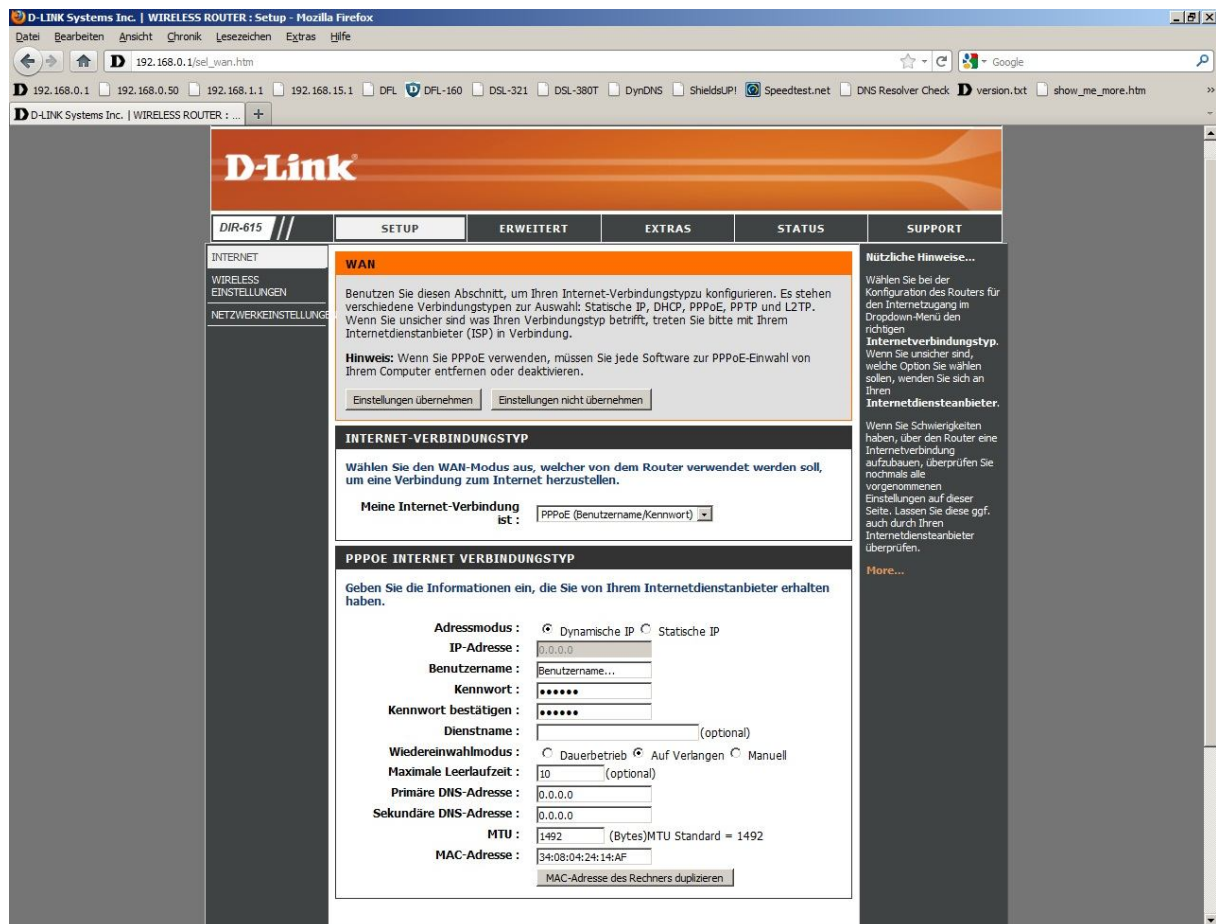 D-LINK Systems Inc. | WIRELESS ROUTER : Setup - Mozilla Firefox
Datei Bearbeiten Ansicht Chronik Lesezeichen Extras Hilfe
192.168.0.1/sel_wan.htm
Google
192.168.0.1 192.168.0.50 192.168.1.1 192.168.15.1 DFL DFL-160 DSL-321 DSL-380T DynDNS ShieldsUP! Speedtest.net DNS Resolver Check version.txt show_me_more.htm
D-LINK Systems Inc. | WIRELESS ROUTER : ...
D-Link
DIR-615
SETUP ERWEITERT EXTRAS STATUS SUPPORT
INTERNET
WIRELESS
EINSTELLUNGEN
NETZWERKEINSTELLUNGEN
WAN
Benutzen Sie diesen Abschnitt, um Ihren Internet-Verbindungstypzu konfigurieren. Es stehen
verschiedene Verbindungstypen zur Auswahl: Statische IP, DHCP, PPPoE, PPTP und L2TP.
Wenn Sie unsicher sind was Ihren Verbindungstyp betrifft, treten Sie bitte mit Ihrem
Internetdienstanbieter (ISP) in Verbindung.
Hinweis: Wenn Sie PPPoE verwenden, müssen Sie jede Software zur PPPoE-Einwahl von
Ihrem Computer entfernen oder deaktivieren.
Einstellungen übernehmen Einstellungen nicht übernehmen
INTERNET-VERBINDUNGSTYP
Wählen Sie den WAN-Modus aus, welcher von dem Router verwendet werden soll,
um eine Verbindung zum Internet herzustellen.
Meine Internet-Verbindung
ist : PPPoE (Benutzername/Kennwort)
PPPOE INTERNET VERBINDUNGSTYP
Geben Sie die Informationen ein, die Sie von Ihrem Internetdienstanbieter erhalten
haben.
Adressmodus : Dynamische IP Statische IP
IP-Adresse : 0.0.0.0
Benutzername : Benutzername...
Kennwort : ••••••
Kennwort bestätigen : ••••••
Dienstname : (optional)
Wiedereinwahlmodus : Dauerbetrieb Auf Verlangen Manuell
Maximale Leerlaufzeit : 10 (optional)
Primäre DNS-Adresse : 0.0.0.0
Sekundäre DNS-Adresse : 0.0.0.0
MTU : 1492 (Bytes)MTU Standard = 1492
MAC-Adresse : 34:08:04:24:14:AF
MAC-Adresse des Rechners duplizieren
Nützliche Hinweise...
Wählen Sie bei der
Konfiguration des Routers für
den Internetzugang im
Dropdown-Menü den
richtigen
Internetverbindungstyp.
Wenn Sie unsicher sind,
welche Option Sie wählen
sollen, wenden Sie sich an
Ihren
Internetdiensteanbieter.
Wenn Sie Schwierigkeiten
haben, über den Router eine
Internetverbindung
aufzubauen, überprüfen Sie
nochmals alle
vorgenommenen
Einstellungen auf dieser
Seite. Lassen Sie diese ggf.
auch durch Ihren
Internetdiensteanbieter
überprüfen.
More...